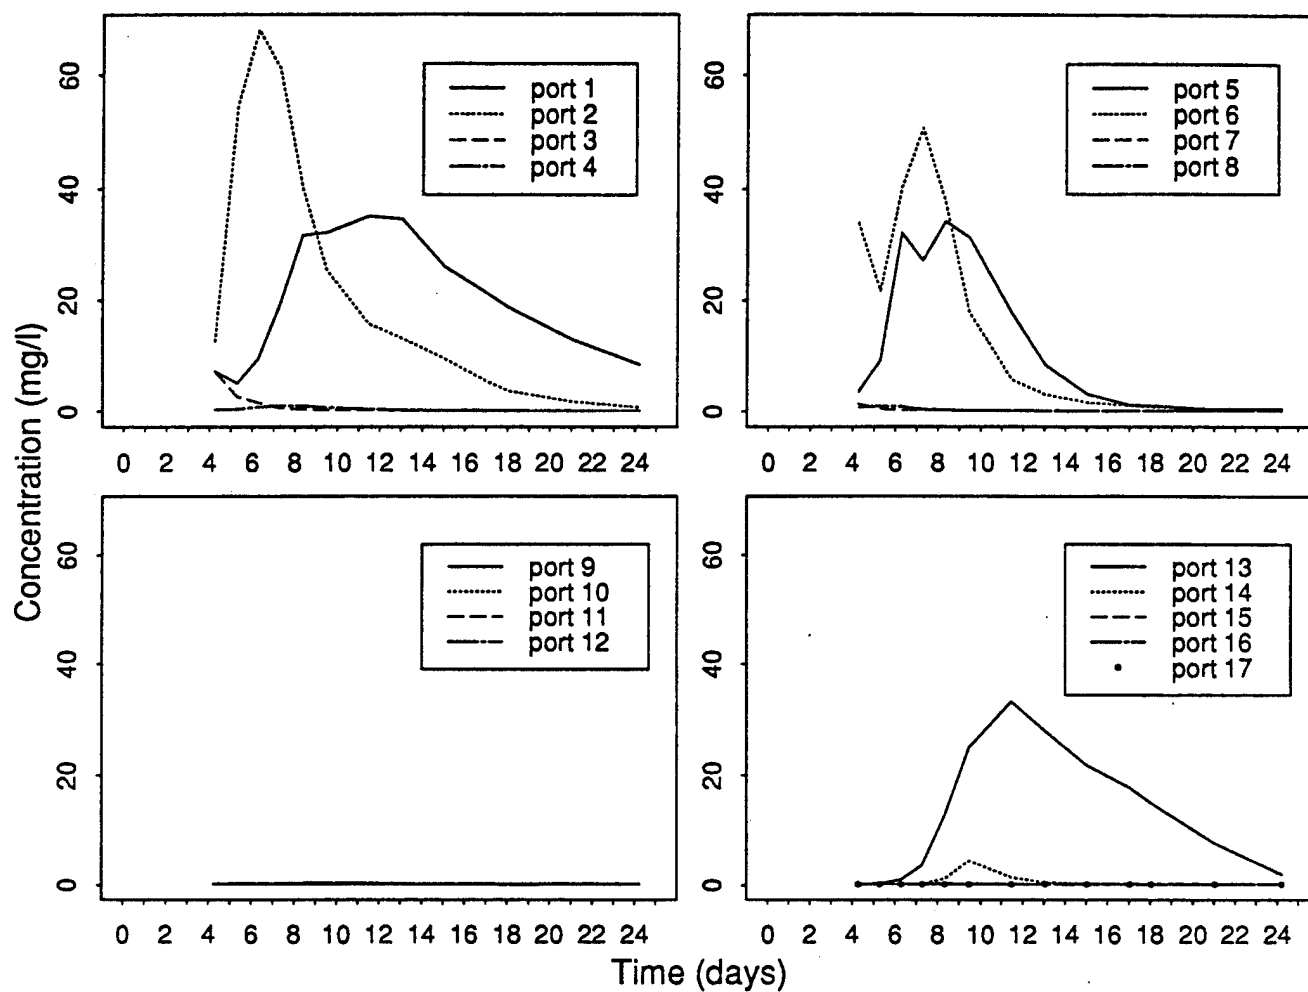 Concentration (mg/l)
60
40
20
0
port 1
port 2
port 3
port 4
0 2 4 6 8 10 12 14 16 18 20 22 24
60
40
20
0
port 5
port 6
port 7
port 8
0 2 4 6 8 10 12 14 16 18 20 22 24
60
40
20
0
port 9
port 10
port 11
port 12
0 2 4 6 8 10 12 14 16 18 20 22 24
60
40
20
0
port 13
port 14
port 15
port 16
port 17
0 2 4 6 8 10 12 14 16 18 20 22 24
Time (days)